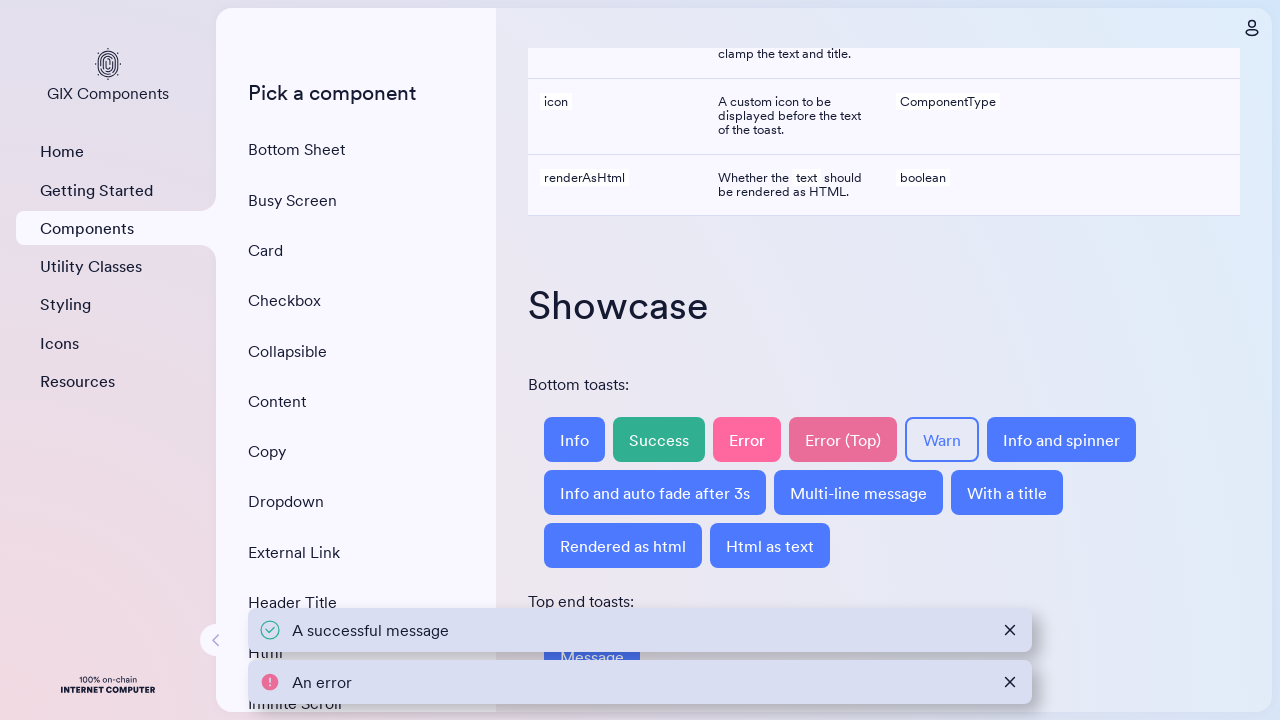 GIX Components
Home
Getting Started
Components
Utility Classes
Styling
Icons
Resources
100% on-chain
INTERNET COMPUTER
Pick a component
Bottom Sheet
Busy Screen
Card
Checkbox
Collapsible
Content
Copy
Dropdown
External Link
Header Title
Html
Infinite Scroll
clamp the text and title.
icon
A custom icon to be
displayed before the text
of the toast.
ComponentType
renderAsHtml
Whether the text should
be rendered as HTML.
boolean
Showcase
Bottom toasts:
Info
Success
Error
Error (Top)
Warn
Info and spinner
Info and auto fade after 3s
Multi-line message
With a title
Rendered as html
Html as text
Top end toasts:
Message
A successful message
An error